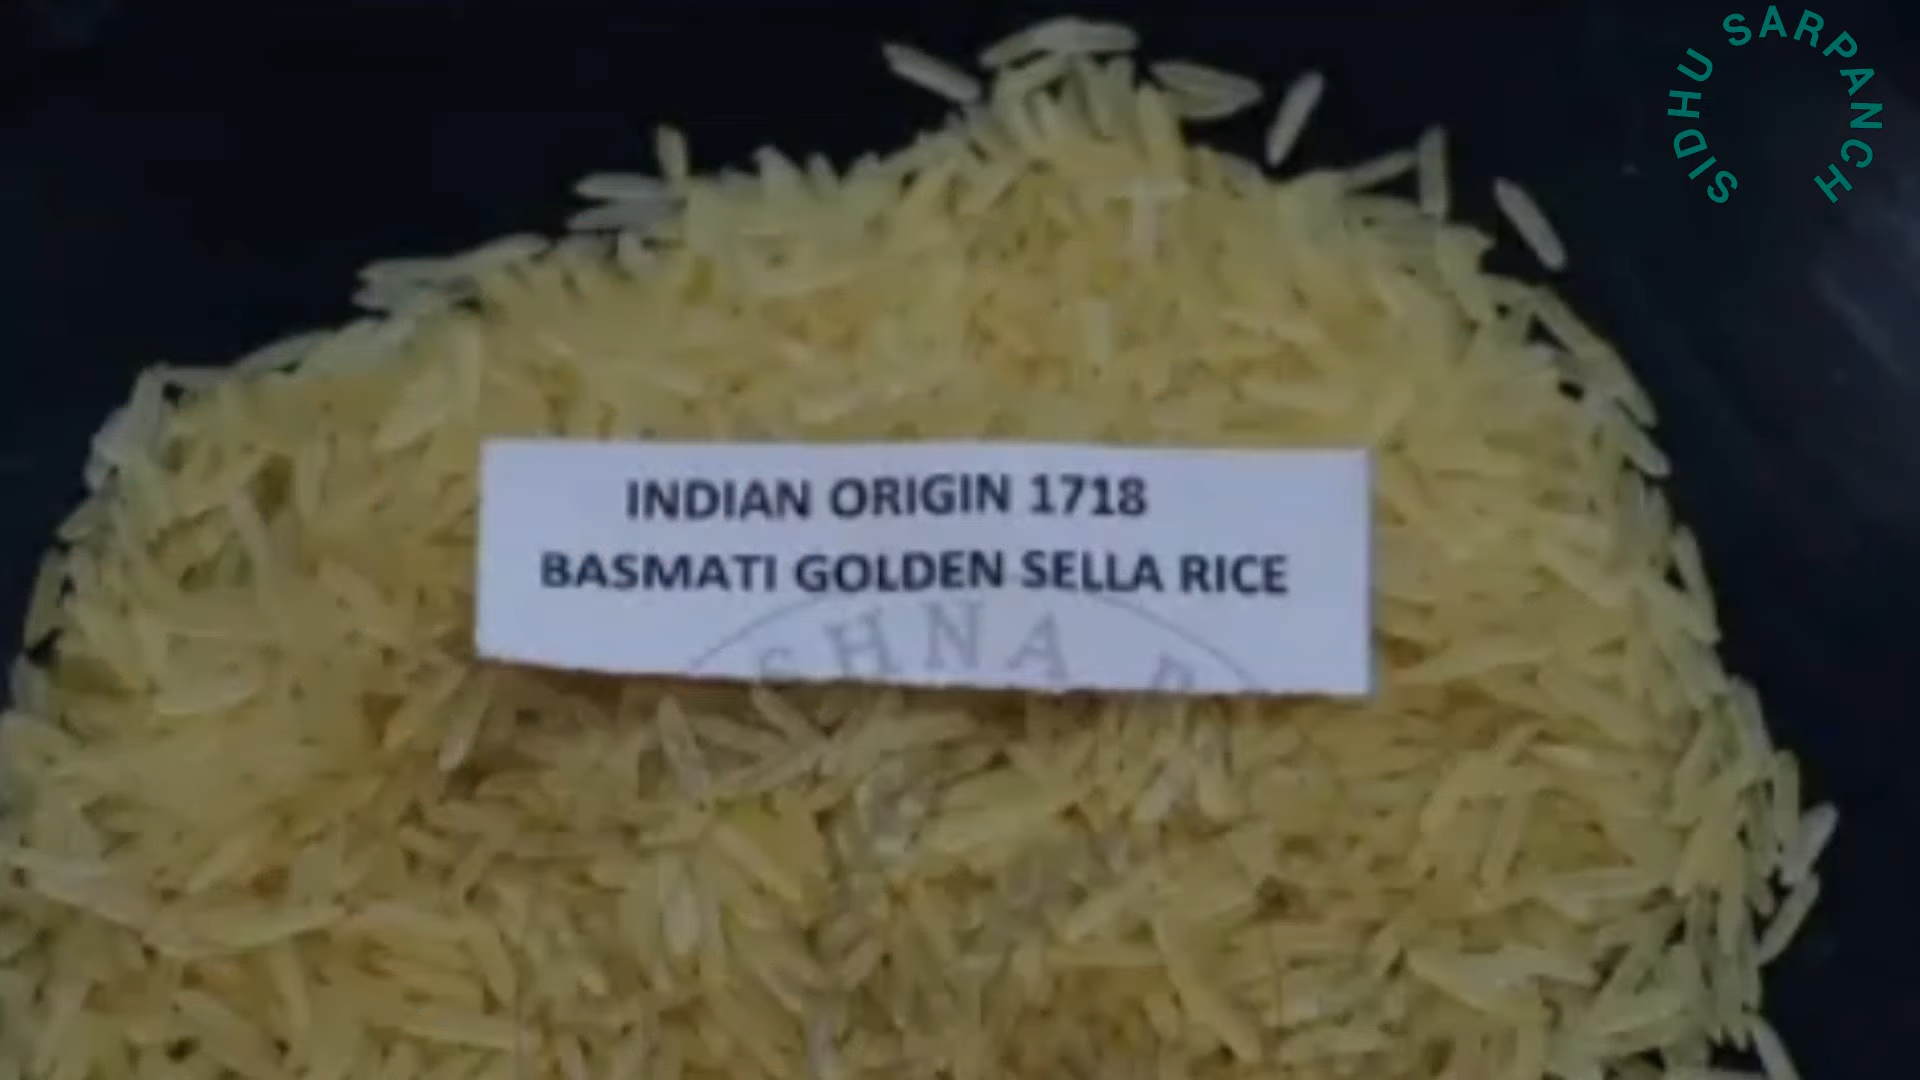 SIDHU SARPANCH
INDIAN ORIGIN 1718
BASMATI GOLDEN SELLA RICE